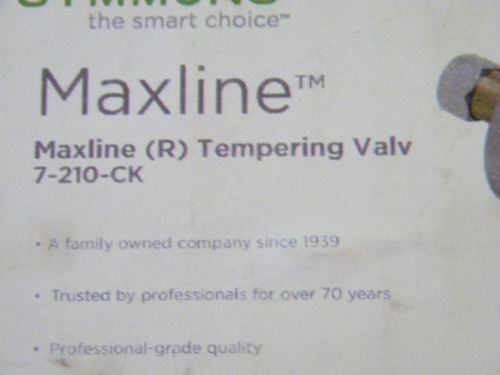 SYMMONS
the smart choice™
Maxline™
Maxline (R) Tempering Valv
7-210-CK
• A family owned company since 1939
• Trusted by professionals for over 70 years
• Professional-grade quality